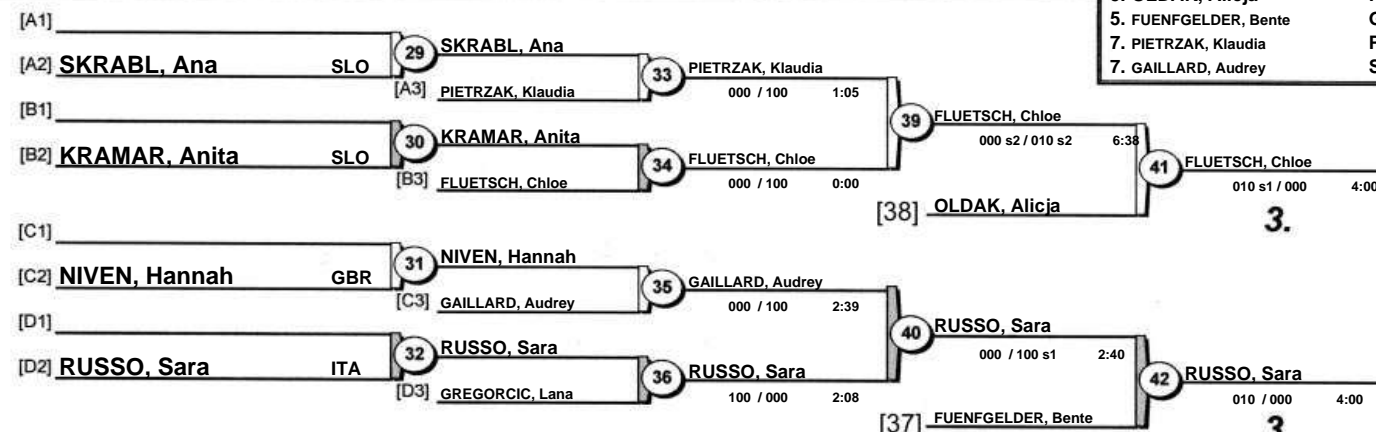 5. FUENFGELDER, Bente
7. PIETRZAK, Klaudia
7. GAILLARD, Audrey
[A1]
[A2] SKRABL, Ana SLO
29 SKRABL, Ana
[A3] PIETRZAK, Klaudia
33 PIETRZAK, Klaudia
000 / 100 1:05
[B1]
[B2] KRAMAR, Anita SLO
30 KRAMAR, Anita
[B3] FLUETSCH, Chloe
34 FLUETSCH, Chloe
000 / 100 0:00
39 FLUETSCH, Chloe
000 s2 / 010 s2 6:38
[38] OLDAK, Alicja
41 FLUETSCH, Chloe
010 s1 / 000 4:00
3.
[C1]
[C2] NIVEN, Hannah GBR
31 NIVEN, Hannah
[C3] GAILLARD, Audrey
35 GAILLARD, Audrey
000 / 100 2:39
[D1]
[D2] RUSSO, Sara ITA
32 RUSSO, Sara
[D3] GREGORCIC, Lana
36 RUSSO, Sara
100 / 000 2:08
40 RUSSO, Sara
000 / 100 s1 2:40
[37] FUENFGELDER, Bente
42 RUSSO, Sara
010 / 000 4:00
3